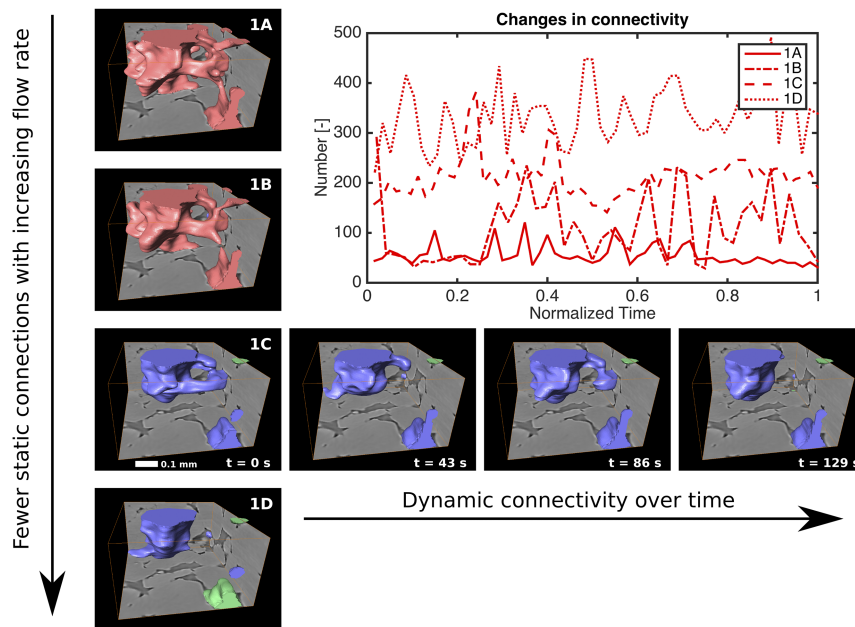 Fewer static connections with increasing flow rate
1A
1B
1C
0.1 mm
t = 0 s
t = 43 s
t = 86 s
t = 129 s
1D
Dynamic connectivity over time
Changes in connectivity
Number [-]
500
400
300
200
100
0
0
0.2
0.4
0.6
0.8
1
Normalized Time
1A
1B
1C
1D